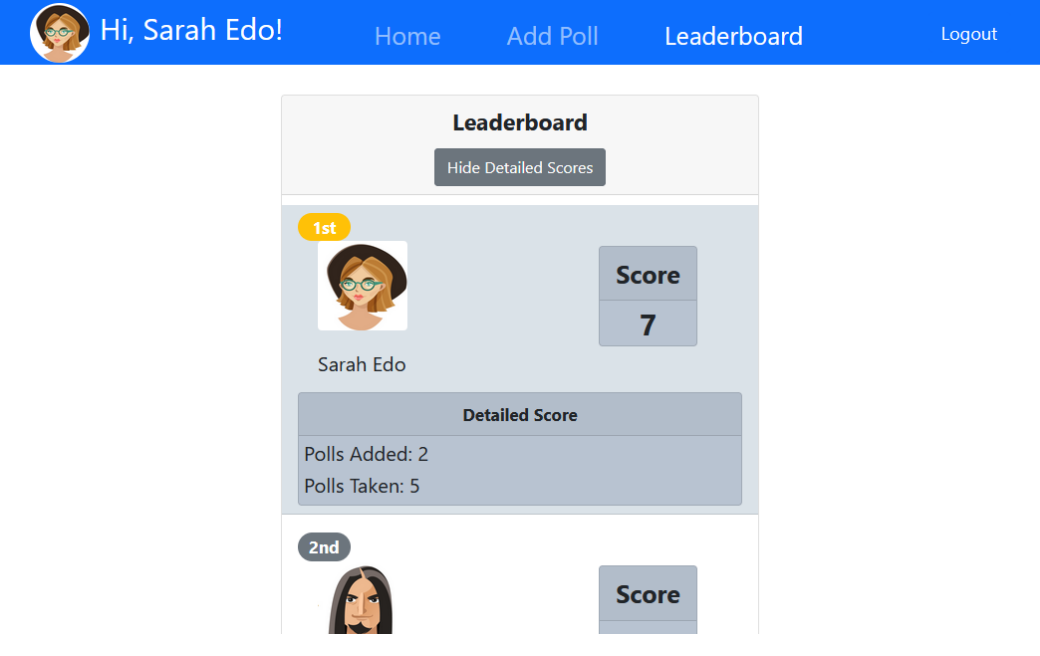 Hi, Sarah Edo!
Home
Add Poll
Leaderboard
Logout
Leaderboard
Hide Detailed Scores
1st
Score
7
Sarah Edo
Detailed Score
Polls Added: 2
Polls Taken: 5
2nd
Score